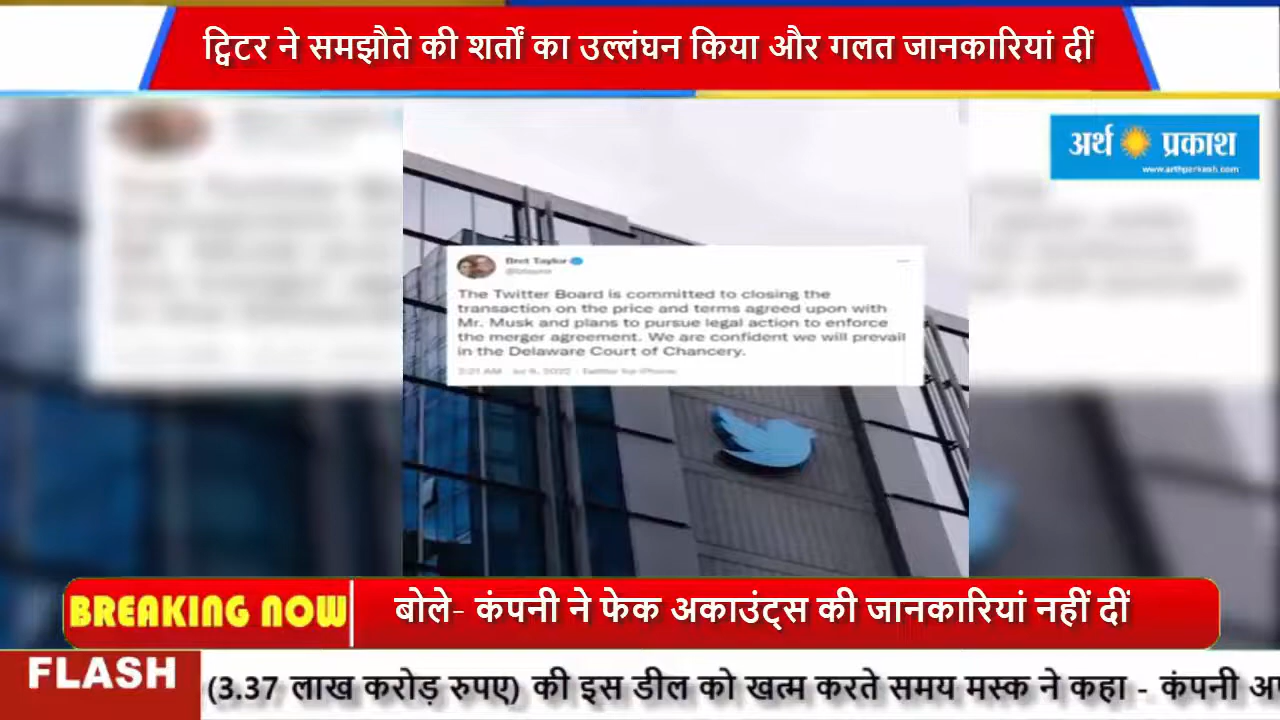 ट्विटर ने समझौते की शर्तों का उल्लंघन किया और गलत जानकारियां दीं
अर्थ प्रकाश
www.arthparkash.com
Bret Taylor
The Twitter Board is committed to closing the
transaction on the price and terms agreed upon with
Mr. Musk and plans to pursue legal action to enforce
the merger agreement. We are confident we will prevail
in the Delaware Court of Chancery.
BREAKING NOW
बोले- कंपनी ने फेक अकाउंट्स की जानकारियां नहीं दीं
FLASH
(3.37 लाख करोड़ रुपए) की इस डील को खत्म करते समय मस्क ने कहा - कंपनी